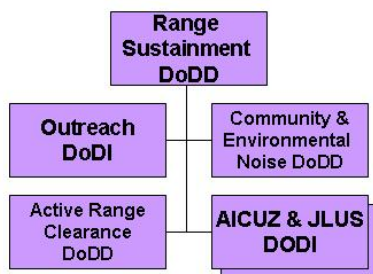 Range
Sustainment
DoDD
Outreach
DoDI
Community &
Environmental
Noise DoDD
Active Range
Clearance
DoDD
AICUZ & JLUS
DODI